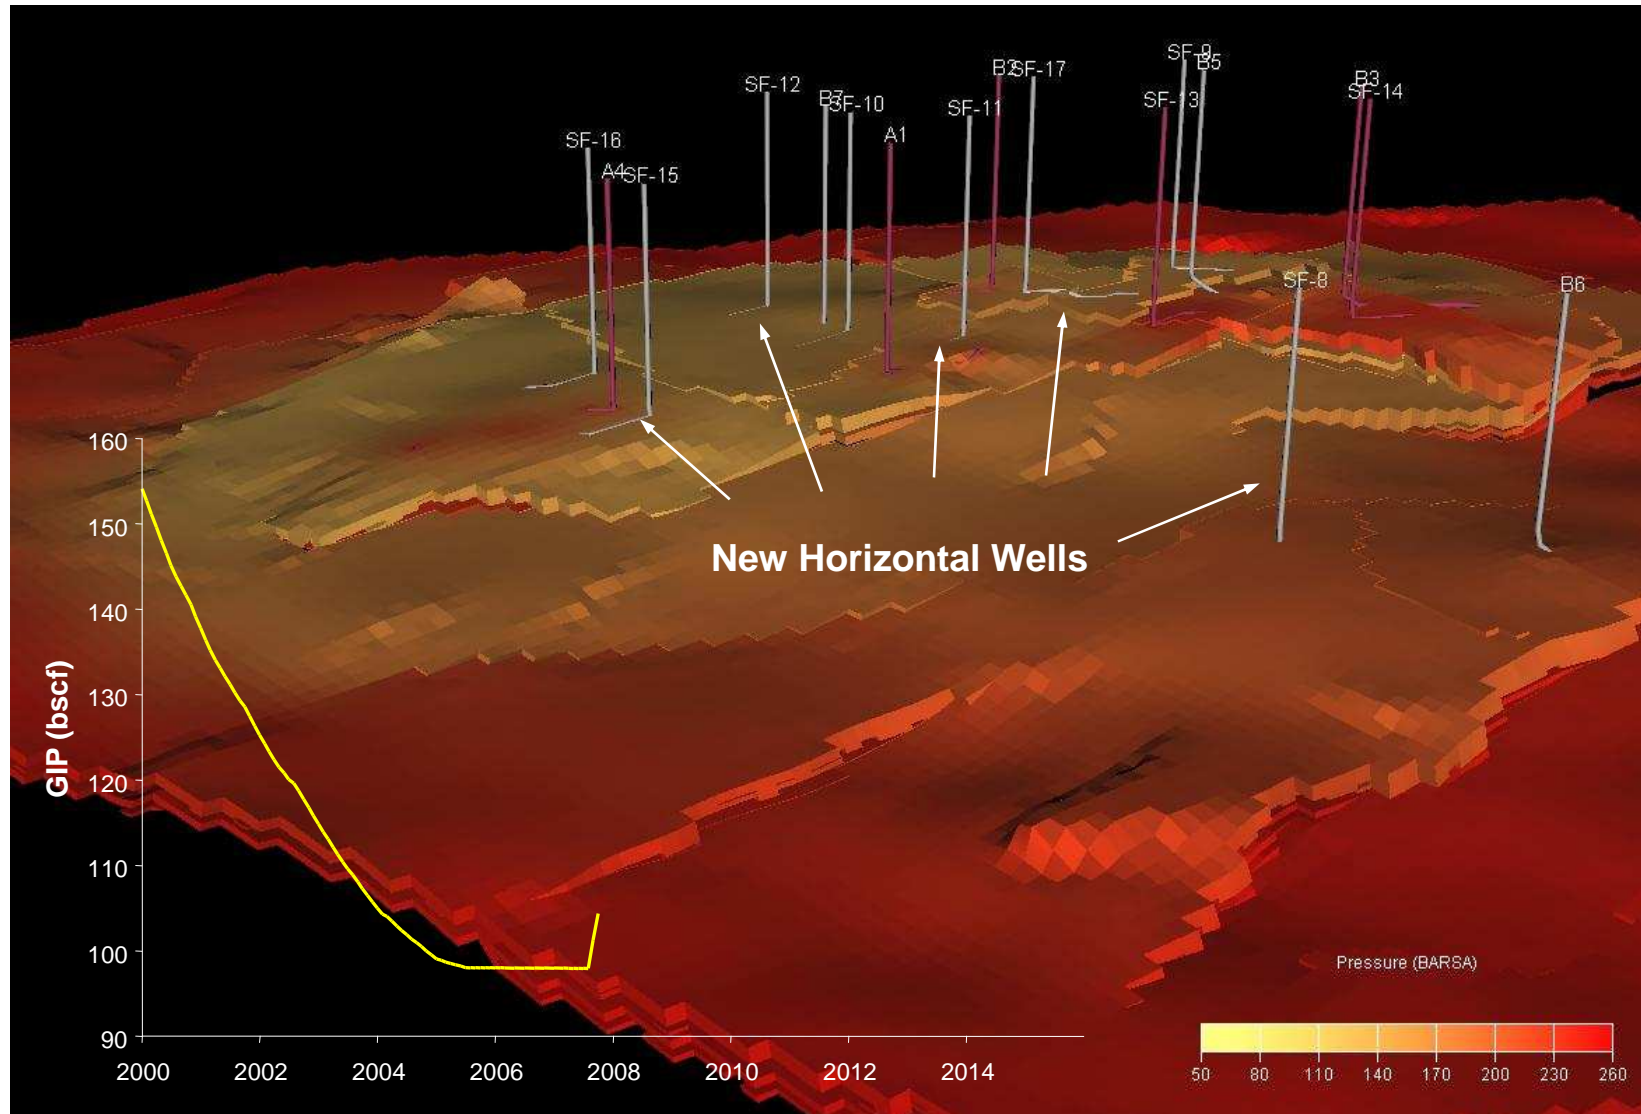 SF-9
B5
B2
SF-17
B3
SF-14
SF-12
B7
SF-10
SF-11
SF-13
A1
SF-16
A4
SF-15
SF-8
B6
New Horizontal Wells
GIP (bscf)
160
150
140
130
120
110
100
90
2000 2002 2004 2006 2008 2010 2012 2014
Pressure (BARSA)
50 80 110 140 170 200 230 260